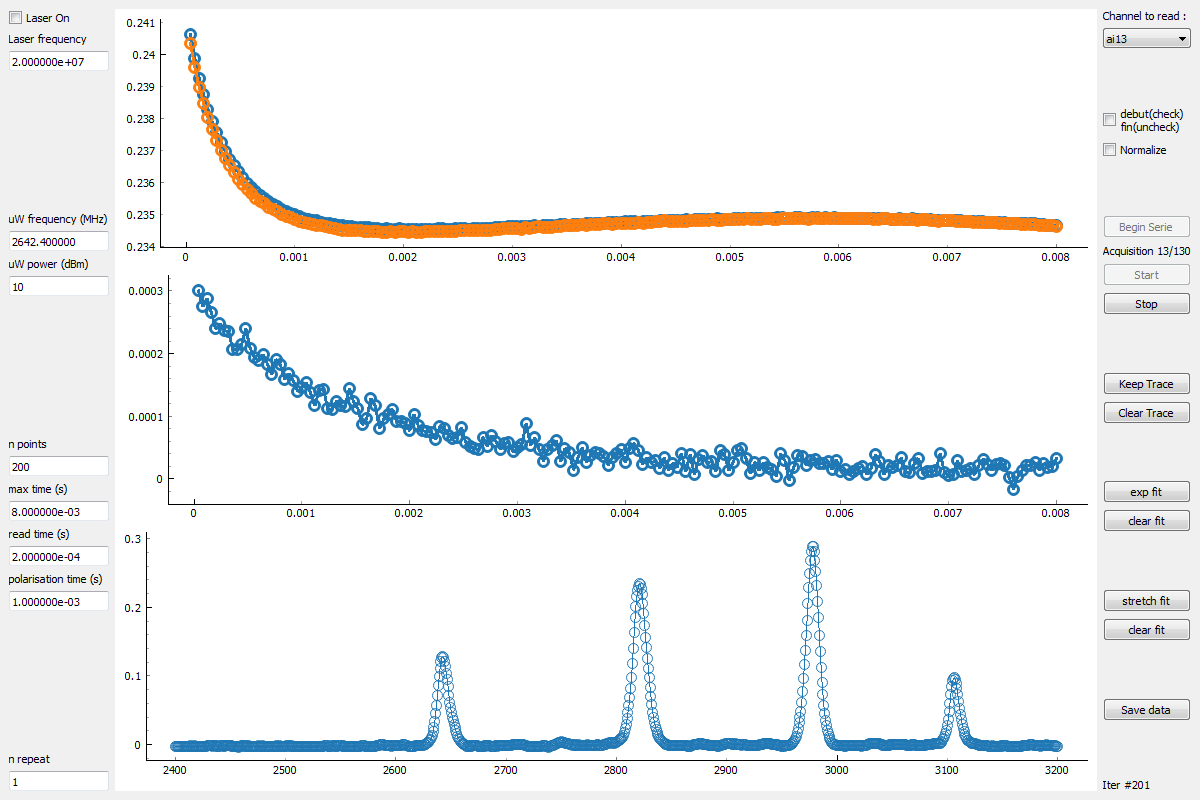 Laser On
Laser frequency
2.000000e+07
uW frequency (MHz)
2642.400000
uW power (dBm)
10
n points
200
max time (s)
8.000000e-03
read time (s)
2.000000e-04
polarisation time (s)
1.000000e-03
n repeat
1
0.241
0.24
0.239
0.238
0.237
0.236
0.235
0.234
0 0.001 0.002 0.003 0.004 0.005 0.006 0.007 0.008
0.0003
0.0002
0.0001
0
0 0.001 0.002 0.003 0.004 0.005 0.006 0.007 0.008
0.3
0.2
0.1
0
2400 2500 2600 2700 2800 2900 3000 3100 3200
Channel to read :
ai13
debut(check)
fin(uncheck)
Normalize
Begin Serie
Acquisition 13/130
Start
Stop
Keep Trace
Clear Trace
exp fit
clear fit
stretch fit
clear fit
Save data
Iter #201